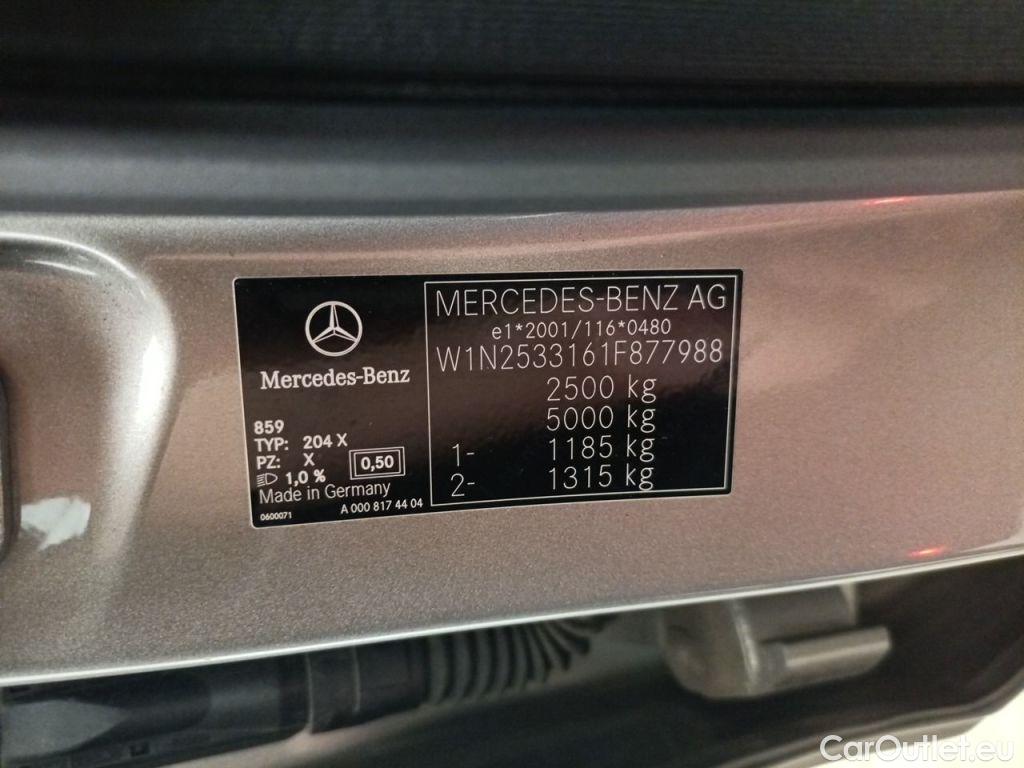 Mercedes-Benz
859
TYP: 204 X
PZ: X
1,0 %
0,50
Made in Germany
0600071 A 000 817 44 04
MERCEDES-BENZ AG
e1*2001/116*0480
W1N2533161F877988
2500 kg
5000 kg
1- 1185 kg
2- 1315 kg
CarOutlet.eu